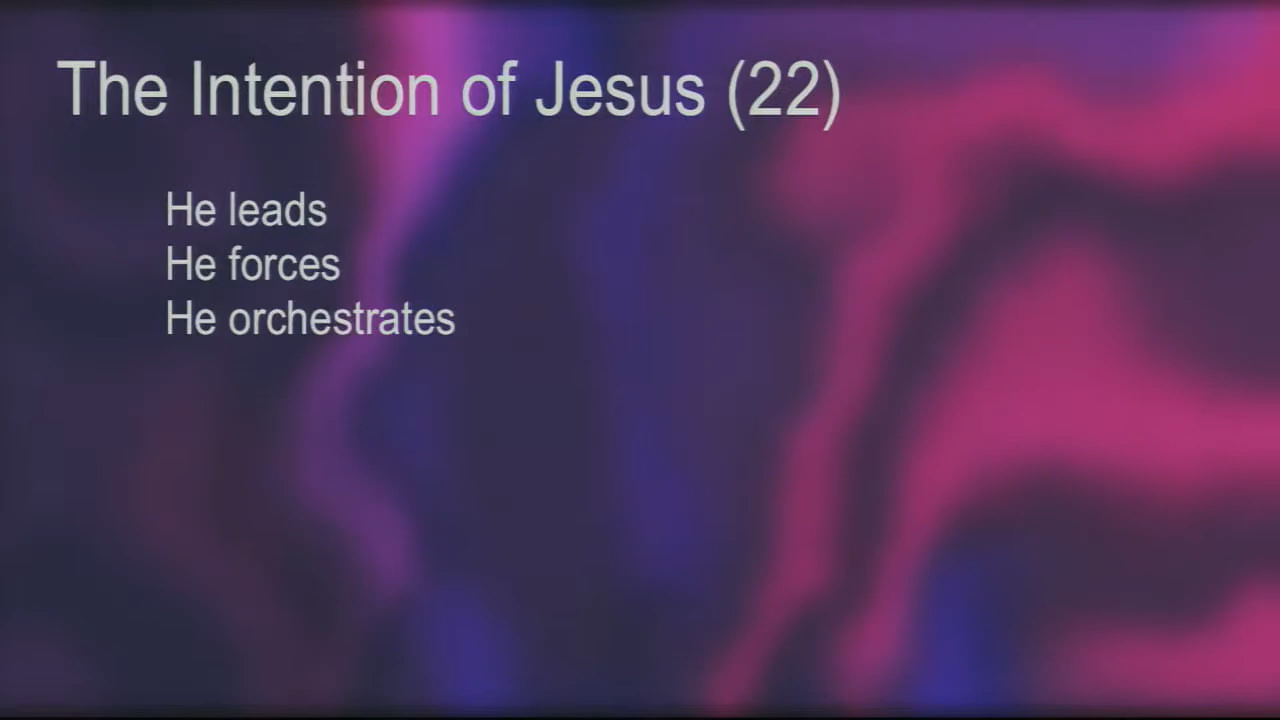 The Intention of Jesus (22)
He leads
He forces
He orchestrates